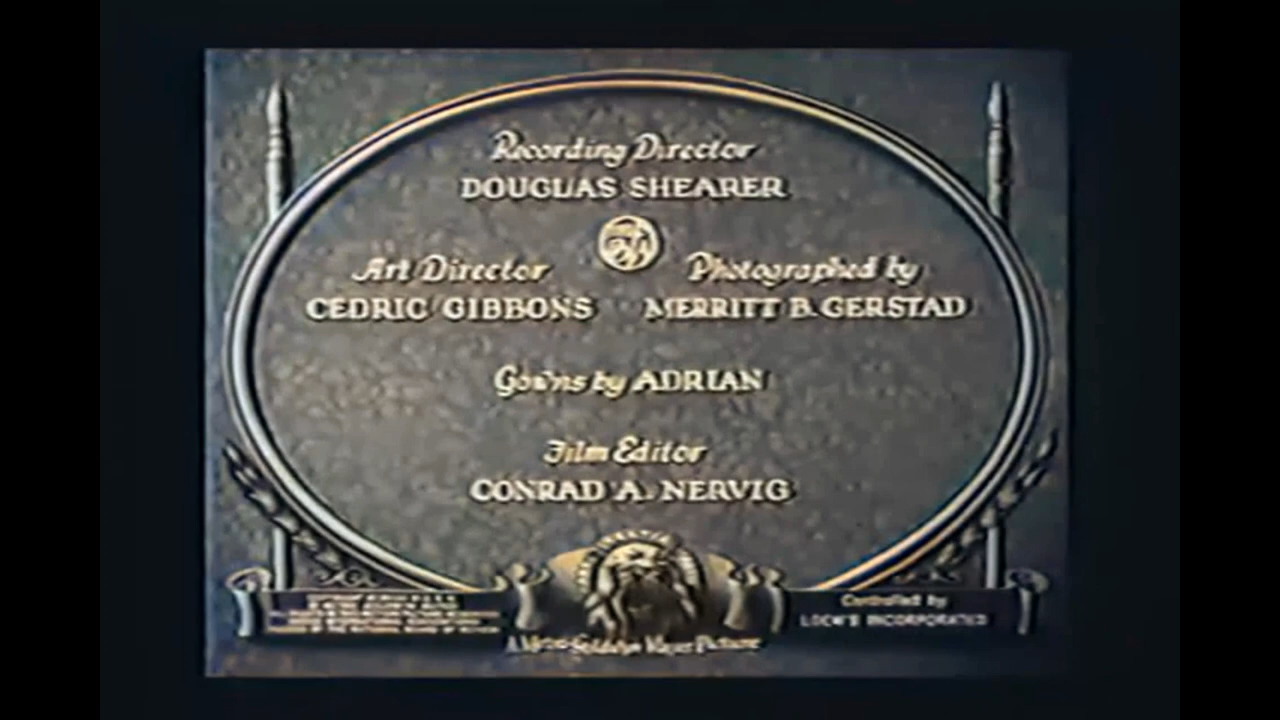 Recording Director
DOUGLAS SHEARER
Art Director
CEDRIC GIBBONS
Photographed by
MERRITT B. GERSTAD
Gowns by ADRIAN
Film Editor
CONRAD A. NERVIG
Controlled by
LOEW'S INCORPORATED
A Metro-Goldwyn-Mayer Picture